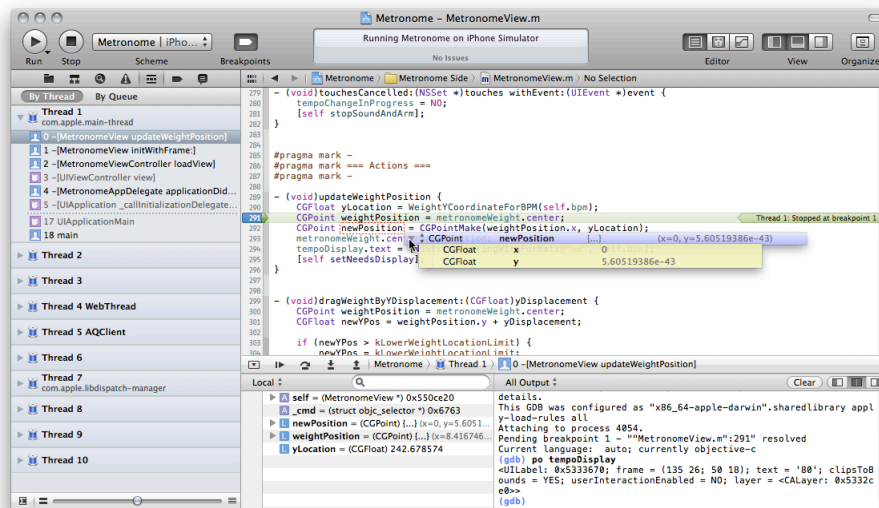 Metronome – MetronomeView.m
Run
Stop
Metronome | iPho...
Scheme
Breakpoints
Running Metronome on iPhone Simulator
No Issues
Editor
View
Organize
By Thread
By Queue
Metronome
Metronome Side
MetronomeView.m
No Selection
Thread 1
com.apple.main-thread
0 -[MetronomeView updateWeightPosition]
1 -[MetronomeView initWithFrame:]
2 -[MetronomeViewController loadView]
3 -[UIViewController view]
4 -[MetronomeAppDelegate applicationDid...
5 -[UIApplication _callInitializationDelegate...
17 UIApplicationMain
18 main
Thread 2
Thread 3
Thread 4 WebThread
Thread 5 AQClient
Thread 6
Thread 7
com.apple.libdispatch-manager
Thread 8
Thread 9
Thread 10
279 - (void)touchesCancelled:(NSSet *)touches withEvent:(UIEvent *)event {
280 tempoChangeInProgress = NO;
281 [self stopSoundAndArm];
282 }
283
284
285 #pragma mark -
286 #pragma mark === Actions ===
287 #pragma mark -
288
289 - (void)updateWeightPosition {
290 CGFloat yLocation = WeightYCoordinateForBPM(self.bpm);
291 CGPoint weightPosition = metronomeWeight.center;
Thread 1: Stopped at breakpoint 1
292 CGPoint newPosition = CGPointMake(weightPosition.x, yLocation);
293 metronomeWeight.cen
CGPoint newPosition {...} (x=0, y=5.60519386e-43)
294 tempoDisplay.text =
CGFloat x 0
295 [self setNeedsDisplay];
CGFloat y 5.60519386e-43
296 }
297
298
299 - (void)dragWeightByYDisplacement:(CGFloat)yDisplacement {
300 CGPoint weightPosition = metronomeWeight.center;
301 CGFloat newYPos = weightPosition.y + yDisplacement;
302
303 if (newYPos > kLowerWeightLocationLimit) {
304 newYPos = kLowerWeightLocationLimit;
Metronome
Thread 1
0 -[MetronomeView updateWeightPosition]
Local
All Output
Clear
A self = (MetronomeView *) 0x550ce20
A _cmd = (struct objc_selector *) 0x6763
L newPosition = (CGPoint) {...} (x=0, y=5.6051...
L weightPosition = (CGPoint) {...} (x=8.416746...
L yLocation = (CGFloat) 242.678574
details.
This GDB was configured as "x86_64-apple-darwin".sharedlibrary appl
y-load-rules all
Attaching to process 4054.
Pending breakpoint 1 - ""MetronomeView.m":291" resolved
Current language: auto; currently objective-c
(gdb) po tempoDisplay
<UILabel: 0x5333670; frame = (135 26; 50 18); text = '80'; clipsToB
ounds = YES; userInteractionEnabled = NO; layer = <CALayer: 0x5332c
e0>>
(gdb)